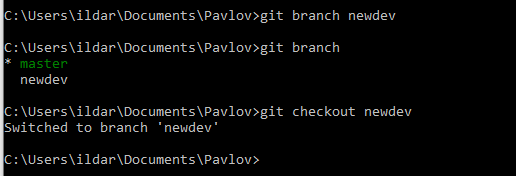 C:\Users\ildar\Documents\Pavlov>git branch newdev
C:\Users\ildar\Documents\Pavlov>git branch
* master
  newdev
C:\Users\ildar\Documents\Pavlov>git checkout newdev
Switched to branch 'newdev'
C:\Users\ildar\Documents\Pavlov>